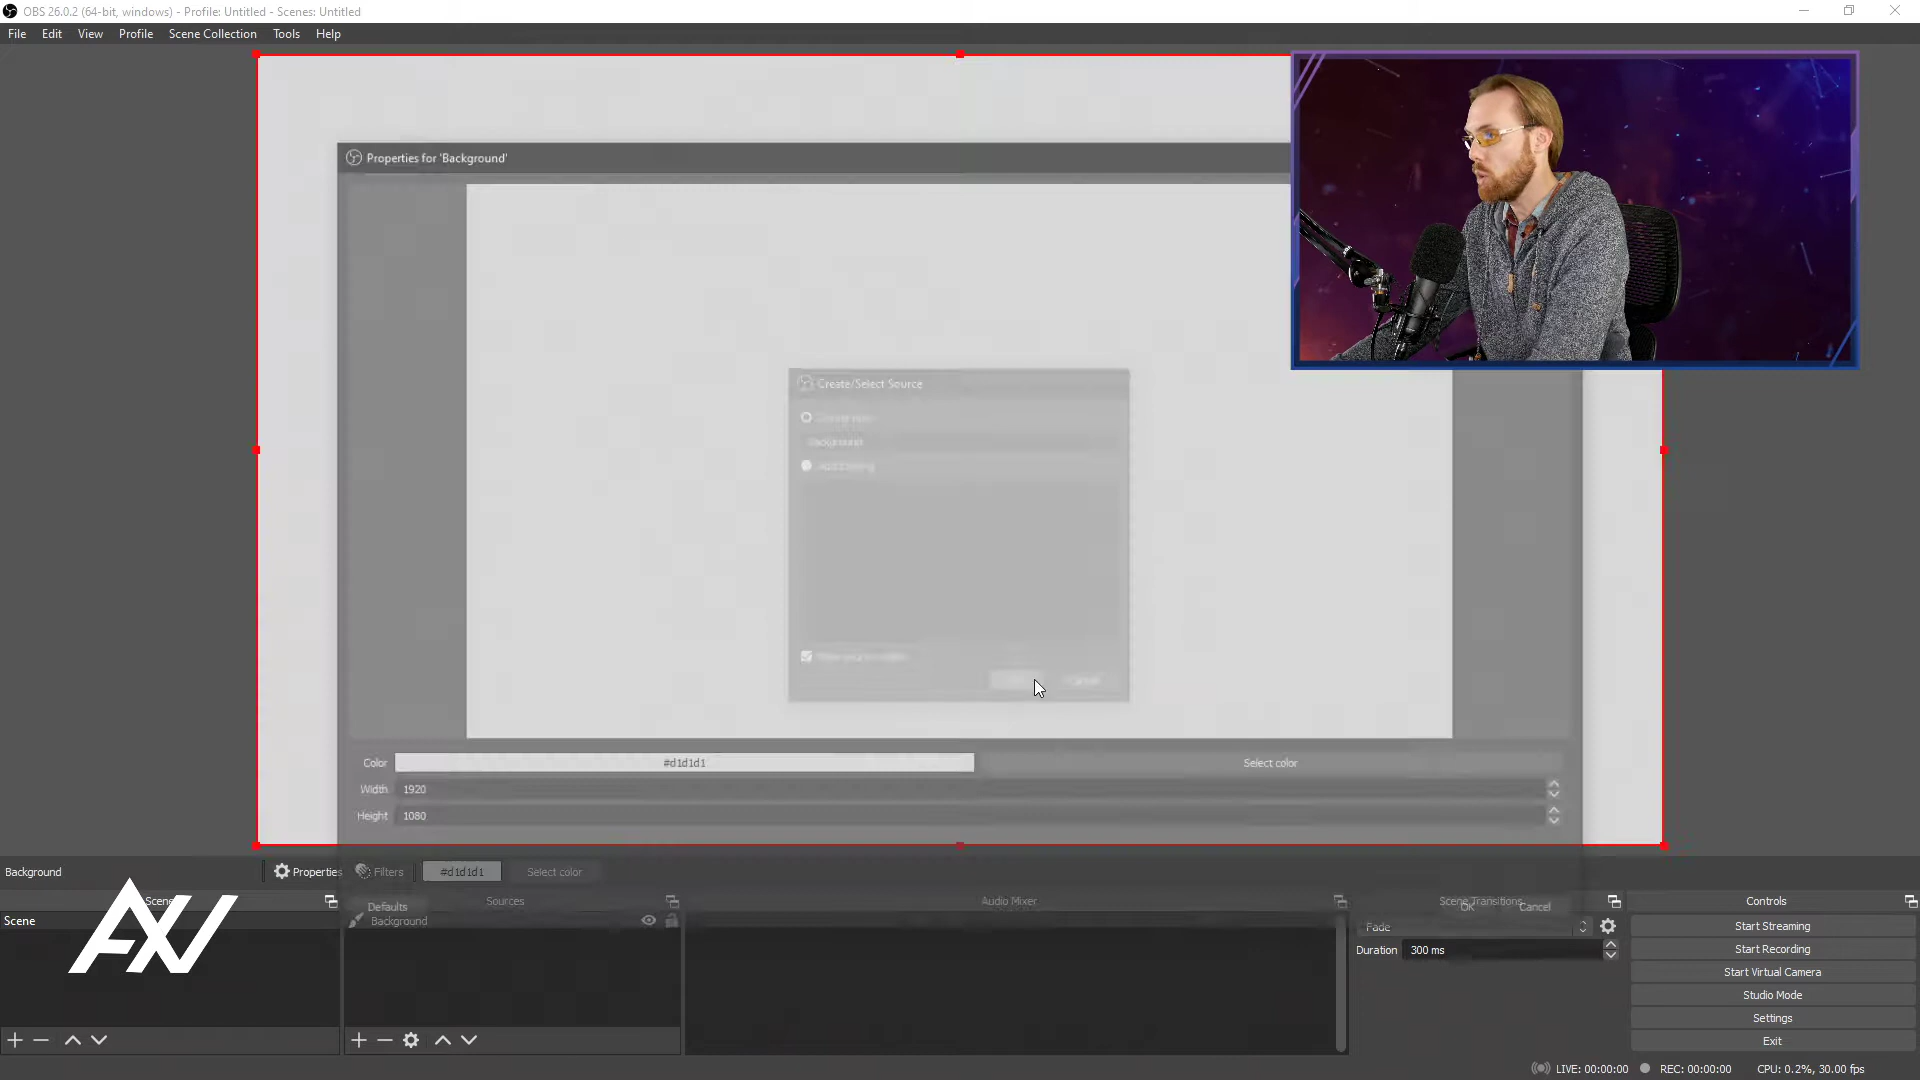 OBS 26.0.2 (64-bit, windows) - Profile: Untitled - Scenes: Untitled
File Edit View Profile Scene Collection Tools Help
Properties for 'Background'
Create/Select Source
Background
Color #d1d1d1 Select color
Width 1920
Height 1080
Background Properties Filters #d1d1d1 Select color
Sources Audio Mixer Scene Transitions Controls
Defaults OK Cancel
Scene Background Fade Start Streaming
Duration 300 ms Start Recording
Start Virtual Camera
Studio Mode
Settings
Exit
LIVE: 00:00:00 REC: 00:00:00 CPU: 0.2%, 30.00 fps